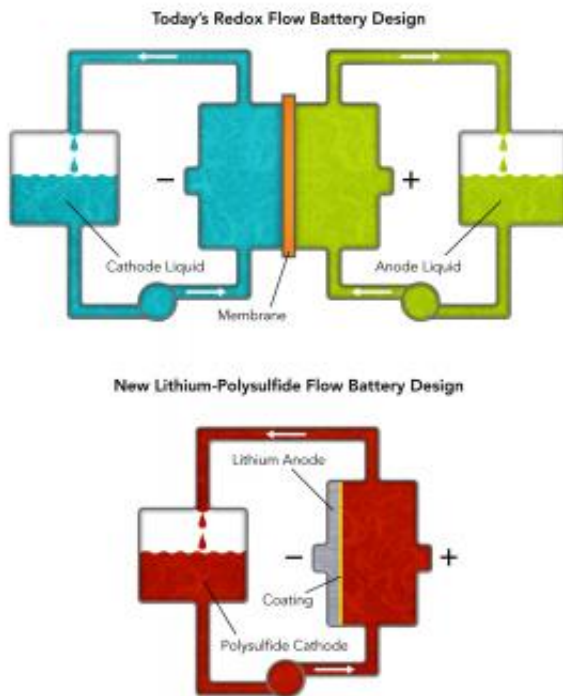 Today's Redox Flow Battery Design
−
+
Cathode Liquid
Anode Liquid
Membrane
New Lithium-Polysulfide Flow Battery Design
Lithium Anode
−
+
Coating
Polysulfide Cathode